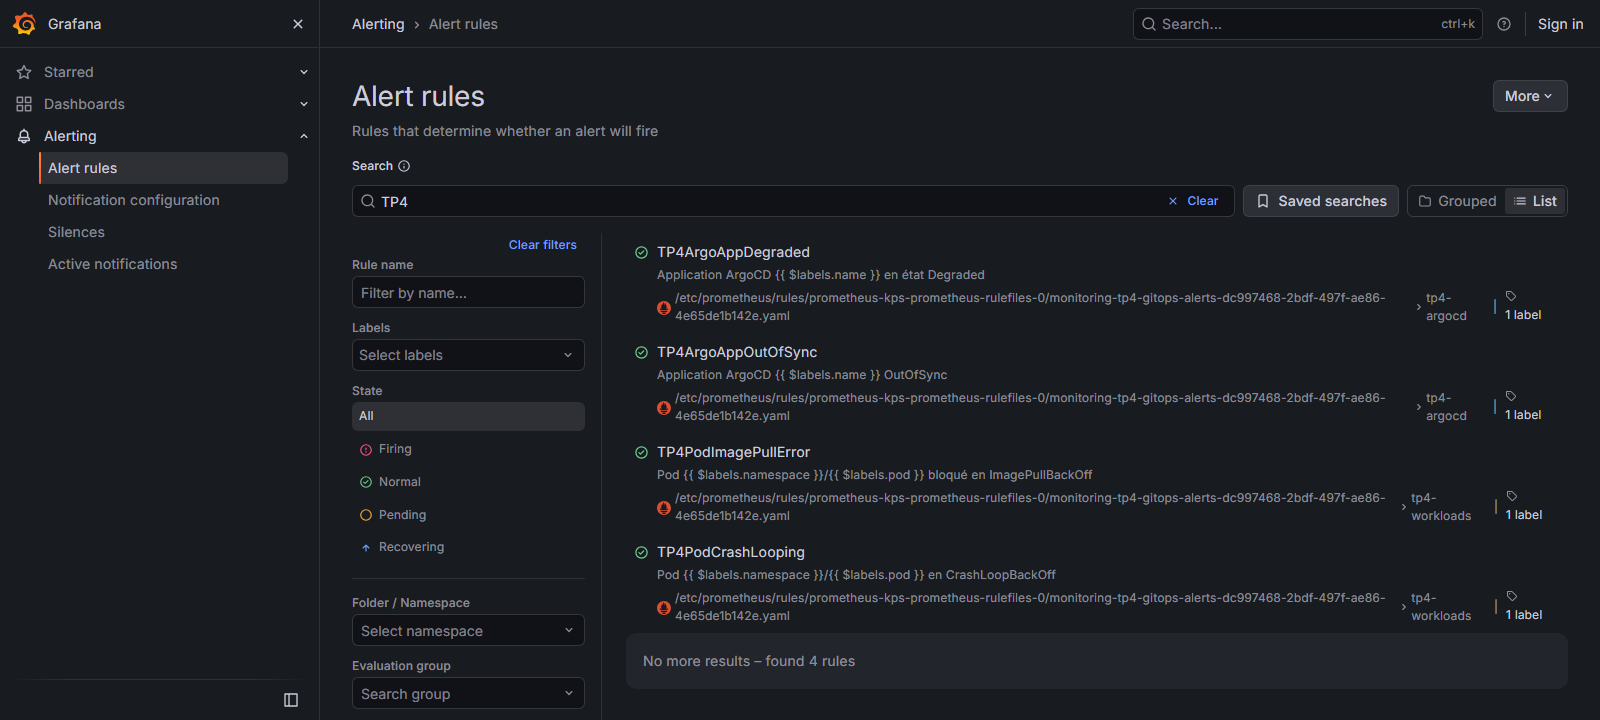 Grafana
Alerting › Alert rules
Search...
ctrl+k
Sign in
Starred
Dashboards
Alerting
Alert rules
Notification configuration
Silences
Active notifications
Alert rules
More
Rules that determine whether an alert will fire
Search
TP4
Clear
Saved searches
Grouped
List
Clear filters
Rule name
Filter by name...
Labels
Select labels
State
All
Firing
Normal
Pending
Recovering
Folder / Namespace
Select namespace
Evaluation group
Search group
TP4ArgoAppDegraded
Application ArgoCD {{ $labels.name }} en état Degraded
/etc/prometheus/rules/prometheus-kps-prometheus-rulefiles-0/monitoring-tp4-gitops-alerts-dc997468-2bdf-497f-ae86-
4e65de1b142e.yaml
tp4-
argocd
1 label
TP4ArgoAppOutOfSync
Application ArgoCD {{ $labels.name }} OutOfSync
/etc/prometheus/rules/prometheus-kps-prometheus-rulefiles-0/monitoring-tp4-gitops-alerts-dc997468-2bdf-497f-ae86-
4e65de1b142e.yaml
tp4-
argocd
1 label
TP4PodImagePullError
Pod {{ $labels.namespace }}/{{ $labels.pod }} bloqué en ImagePullBackOff
/etc/prometheus/rules/prometheus-kps-prometheus-rulefiles-0/monitoring-tp4-gitops-alerts-dc997468-2bdf-497f-ae86-
4e65de1b142e.yaml
tp4-
workloads
1 label
TP4PodCrashLooping
Pod {{ $labels.namespace }}/{{ $labels.pod }} en CrashLoopBackOff
/etc/prometheus/rules/prometheus-kps-prometheus-rulefiles-0/monitoring-tp4-gitops-alerts-dc997468-2bdf-497f-ae86-
4e65de1b142e.yaml
tp4-
workloads
1 label
No more results – found 4 rules